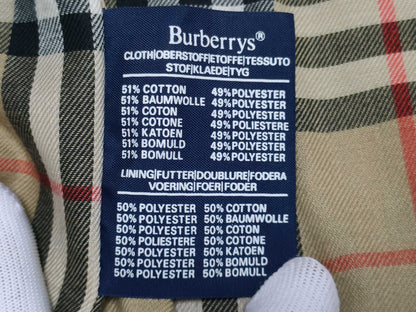 Burberrys®
CLOTH|OBERSTOFF|ETOFFE|TESSUTO
STOF|KLAEDE|TYG
51% COTTON 49% POLYESTER
51% BAUMWOLLE 49% POLYESTER
51% COTON 49% POLYESTER
51% COTONE 49% POLIESTERE
51% KATOEN 49% POLYESTER
51% BOMULD 49% POLYESTER
51% BOMULL 49% POLYESTER
LINING|FUTTER|DOUBLURE|FODERA
VOERING|FOER|FODER
50% POLYESTER 50% COTTON
50% POLYESTER 50% BAUMWOLLE
50% POLYESTER 50% COTON
50% POLIESTERE 50% COTONE
50% POLYESTER 50% KATOEN
50% POLYESTER 50% BOMULD
50% POLYESTER 50% BOMULL